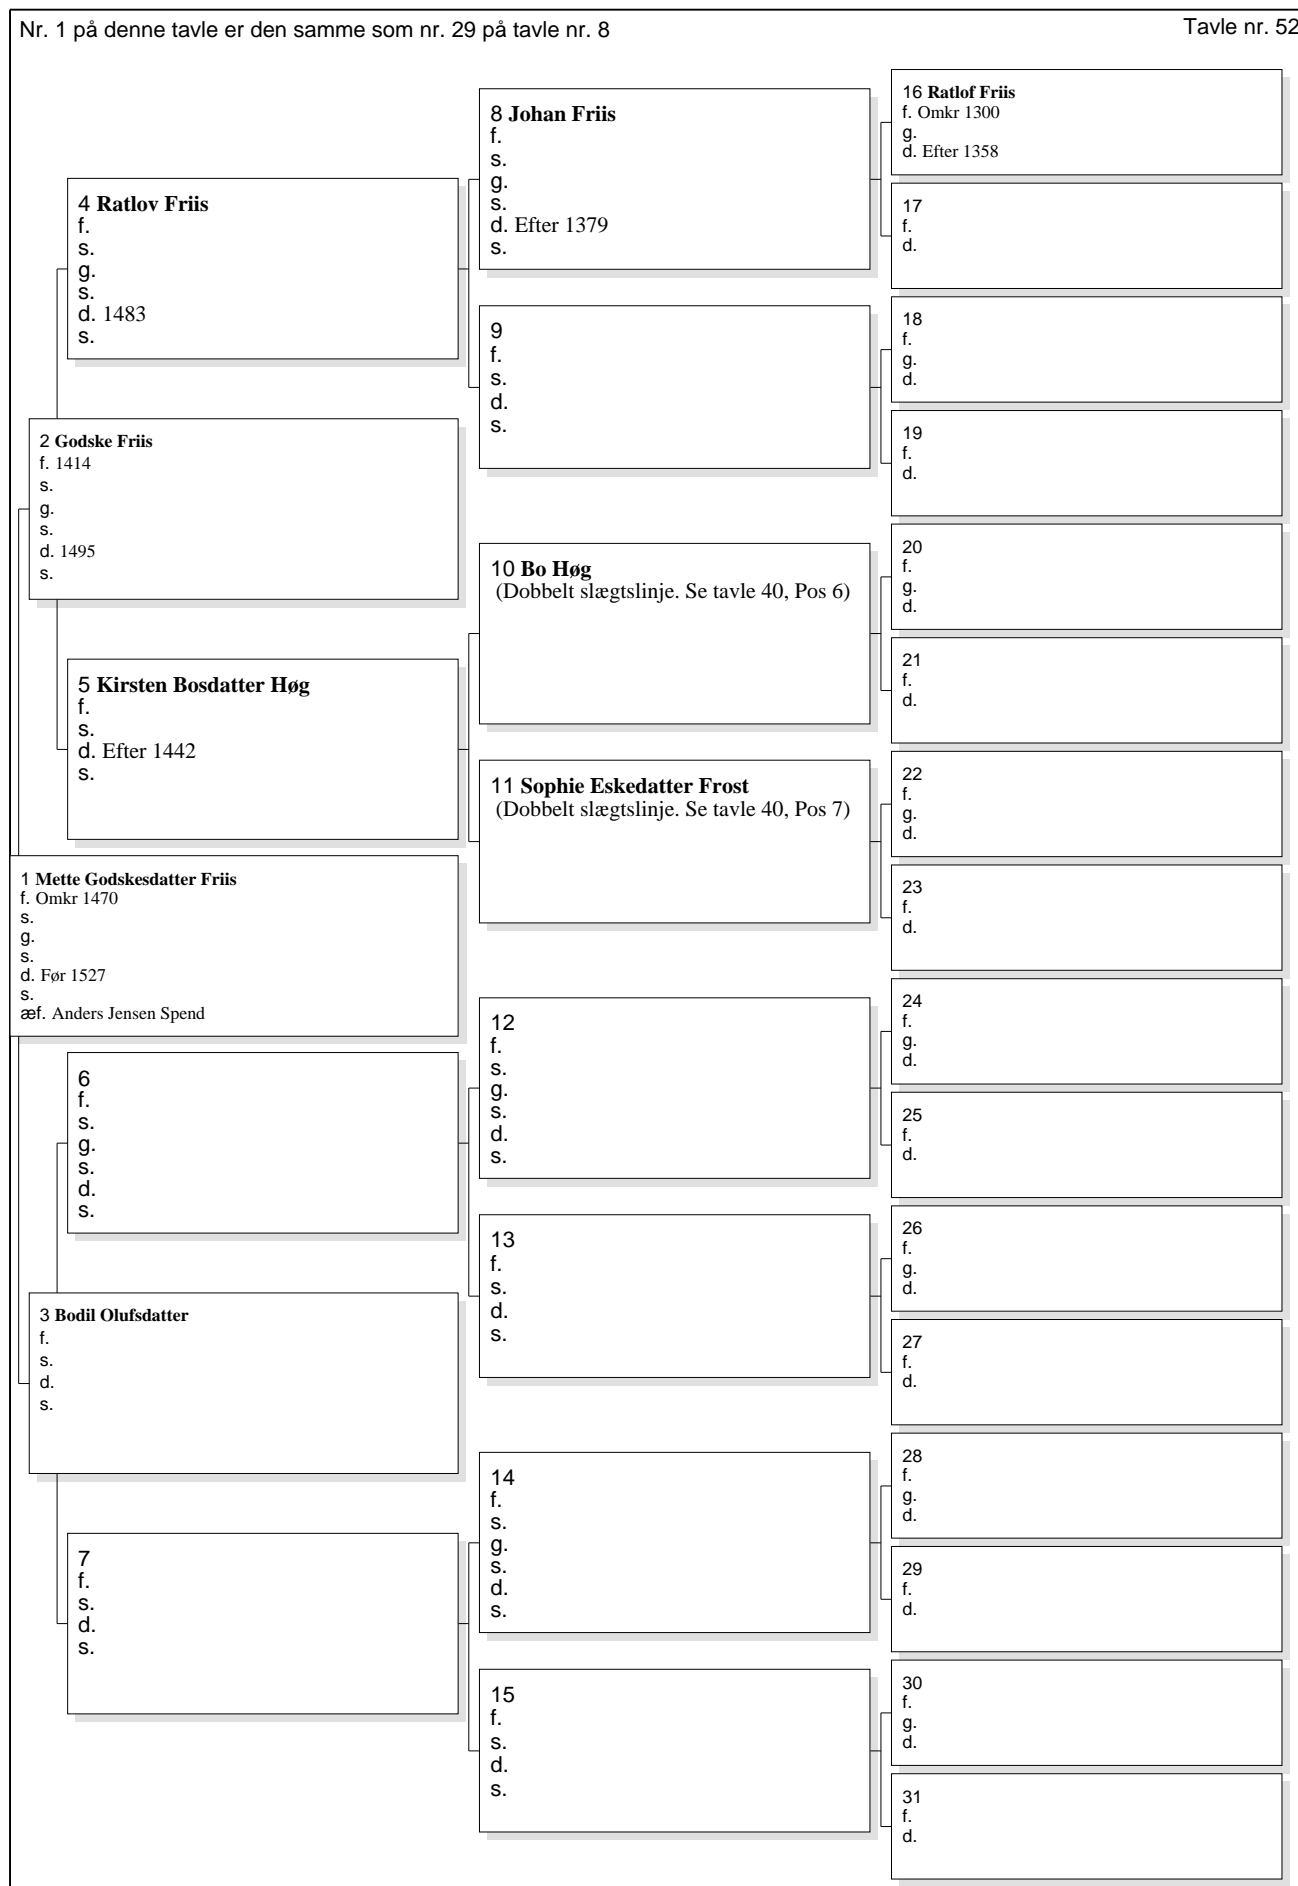 Nr. 1 på denne tavle er den samme som nr. 29 på tavle nr. 8
Tavle nr. 52
16 Ratlof Friis
f. Omkr 1300
g.
d. Efter 1358
8 Johan Friis
f.
s.
g.
s.
d. Efter 1379
s.
17
f.
d.
4 Ratlov Friis
f.
s.
g.
s.
d. 1483
s.
18
f.
g.
d.
9
f.
s.
d.
s.
19
f.
d.
2 Godske Friis
f. 1414
s.
g.
s.
d. 1495
s.
20
f.
g.
d.
10 Bo Høg
(Dobbelt slægtslinje. Se tavle 40, Pos 6)
21
f.
d.
5 Kirsten Bosdatter Høg
f.
s.
d. Efter 1442
s.
22
f.
g.
d.
11 Sophie Eskedatter Frost
(Dobbelt slægtslinje. Se tavle 40, Pos 7)
23
f.
d.
1 Mette Godskesdatter Friis
f. Omkr 1470
s.
g.
s.
d. Før 1527
s.
æf. Anders Jensen Spend
24
f.
g.
d.
12
f.
s.
g.
s.
d.
s.
25
f.
d.
6
f.
s.
g.
s.
d.
s.
26
f.
g.
d.
13
f.
s.
d.
s.
27
f.
d.
3 Bodil Olufsdatter
f.
s.
d.
s.
28
f.
g.
d.
14
f.
s.
g.
s.
d.
s.
29
f.
d.
7
f.
s.
d.
s.
30
f.
g.
d.
15
f.
s.
d.
s.
31
f.
d.